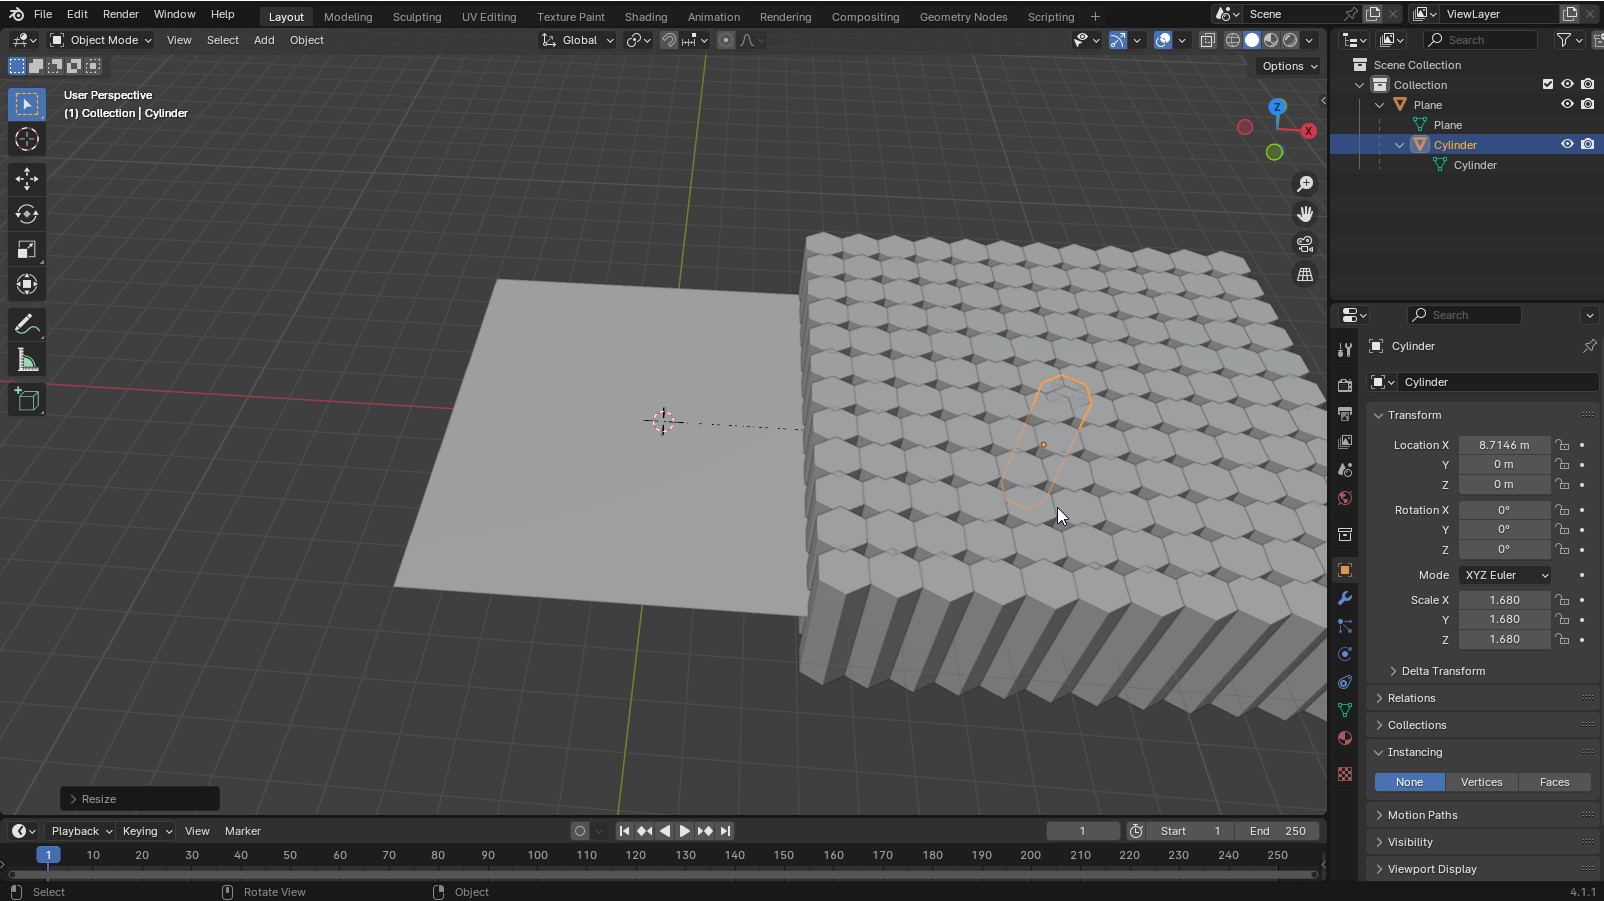 File Edit Render Window Help Layout Modeling Sculpting UV Editing Texture Paint Shading Animation Rendering Compositing Geometry Nodes Scripting + Scene ViewLayer
Object Mode View Select Add Object Global Search
Options
User Perspective
(1) Collection | Cylinder
Z
X
Scene Collection
Collection
Plane
Plane
Cylinder
Cylinder
Search
Cylinder
Cylinder
Transform
Location X 8.7146 m
Y 0 m
Z 0 m
Rotation X 0°
Y 0°
Z 0°
Mode XYZ Euler
Scale X 1.680
Y 1.680
Z 1.680
Delta Transform
Relations
Collections
Instancing
None Vertices Faces
Motion Paths
Visibility
Viewport Display
Resize
Playback Keying View Marker 1 Start 1 End 250
1 10 20 30 40 50 60 70 80 90 100 110 120 130 140 150 160 170 180 190 200 210 220 230 240 250
Select Rotate View Object 4.1.1